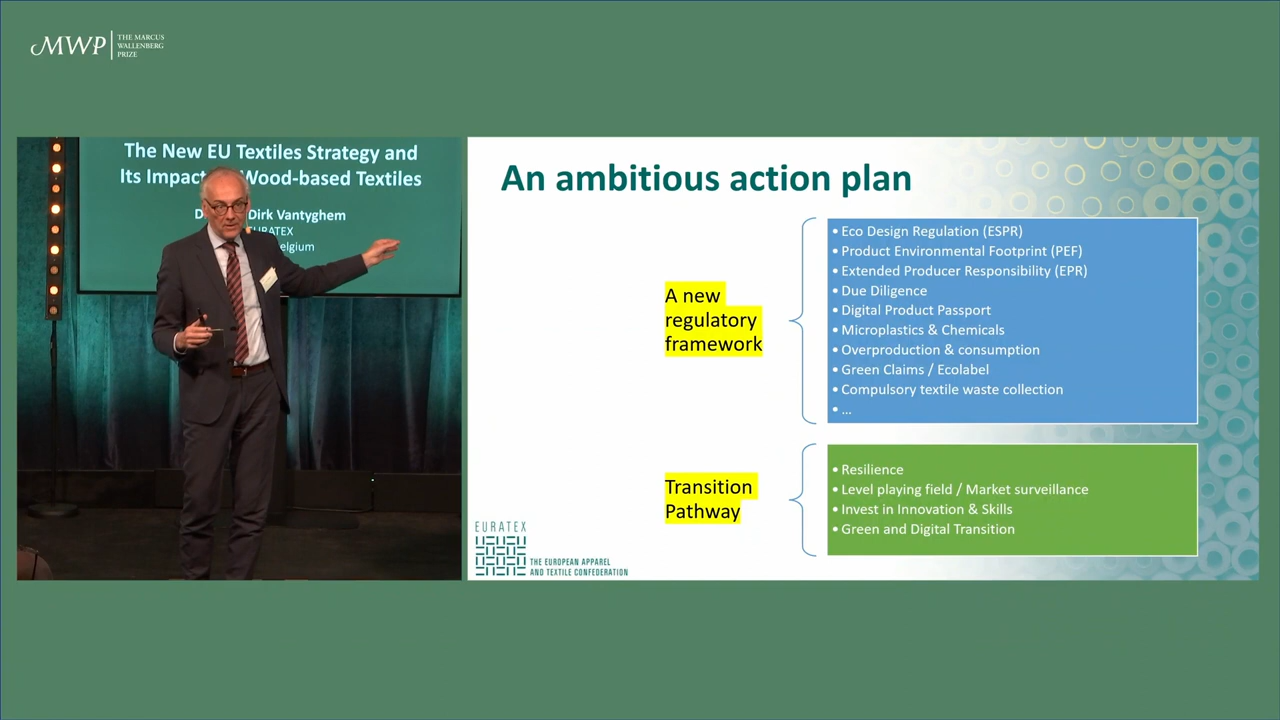 MWP
THE MARCUS
WALLENBERG
PRIZE
The New EU Textiles Strategy and
Its Impact Wood-based Textiles
Dirk Vantyghem
An ambitious action plan
A new
regulatory
framework
• Eco Design Regulation (ESPR)
• Product Environmental Footprint (PEF)
• Extended Producer Responsibility (EPR)
• Due Diligence
• Digital Product Passport
• Microplastics & Chemicals
• Overproduction & consumption
• Green Claims / Ecolabel
• Compulsory textile waste collection
• ...
Transition
Pathway
• Resilience
• Level playing field / Market surveillance
• Invest in Innovation & Skills
• Green and Digital Transition
EURATEX
THE EUROPEAN APPAREL
AND TEXTILE CONFEDERATION